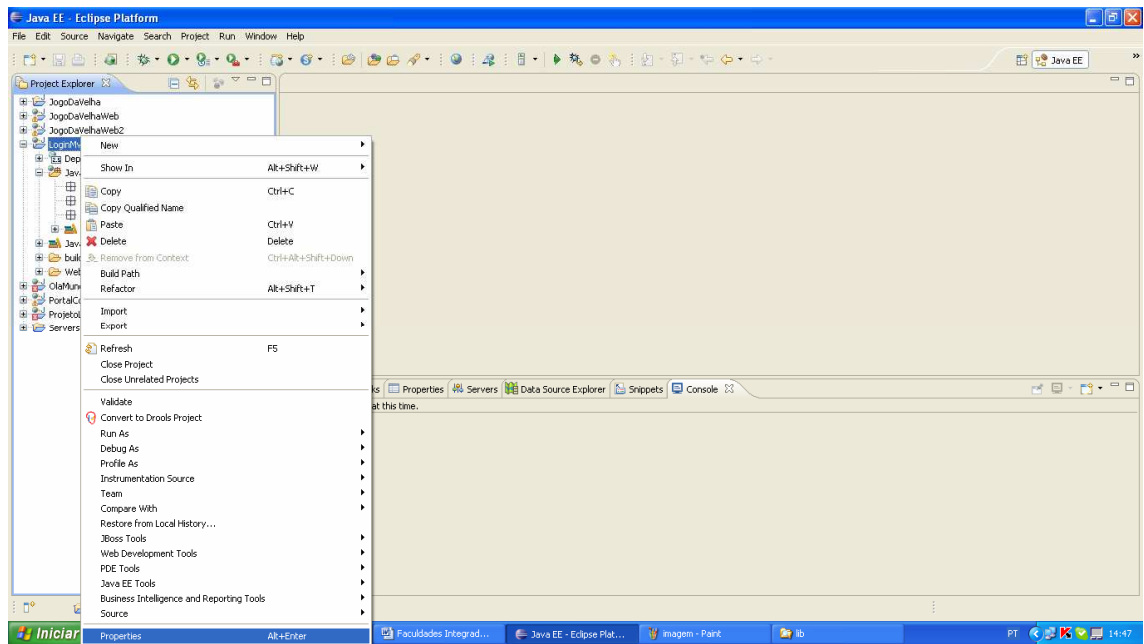 Java EE - Eclipse Platform
File Edit Source Navigate Search Project Run Window Help
Java EE
Project Explorer
JogoDaVelha
JogoDaVelhaWeb
JogoDaVelhaWeb2
New
Show In Alt+Shift+W
Copy Ctrl+C
Copy Qualified Name
Paste Ctrl+V
Delete Delete
Remove from Context Ctrl+Alt+Shift+Down
Build Path
Refactor Alt+Shift+T
Import
Export
Servers
Refresh F5
Close Project
Close Unrelated Projects
Properties Servers Data Source Explorer Snippets Console
at this time.
Validate
Convert to Drools Project
Run As
Debug As
Profile As
Instrumentation Source
Team
Compare With
Restore from Local History...
JBoss Tools
Web Development Tools
PDE Tools
Java EE Tools
Business Intelligence and Reporting Tools
Source
Properties Alt+Enter
Iniciar
Faculdades Integrad...
Java EE - Eclipse Plat...
imagem - Paint
lib
PT
14:47